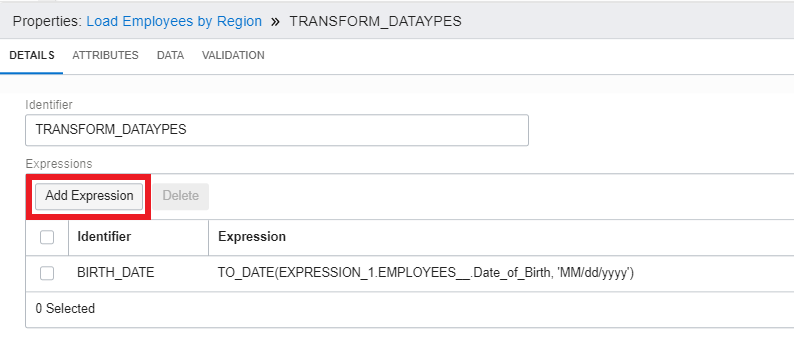 Properties: Load Employees by Region » TRANSFORM_DATAYPES
DETAILS ATTRIBUTES DATA VALIDATION
Identifier
TRANSFORM_DATAYPES
Expressions
Add Expression Delete
Identifier Expression
BIRTH_DATE TO_DATE(EXPRESSION_1.EMPLOYEES__.Date_of_Birth, 'MM/dd/yyyy')
0 Selected